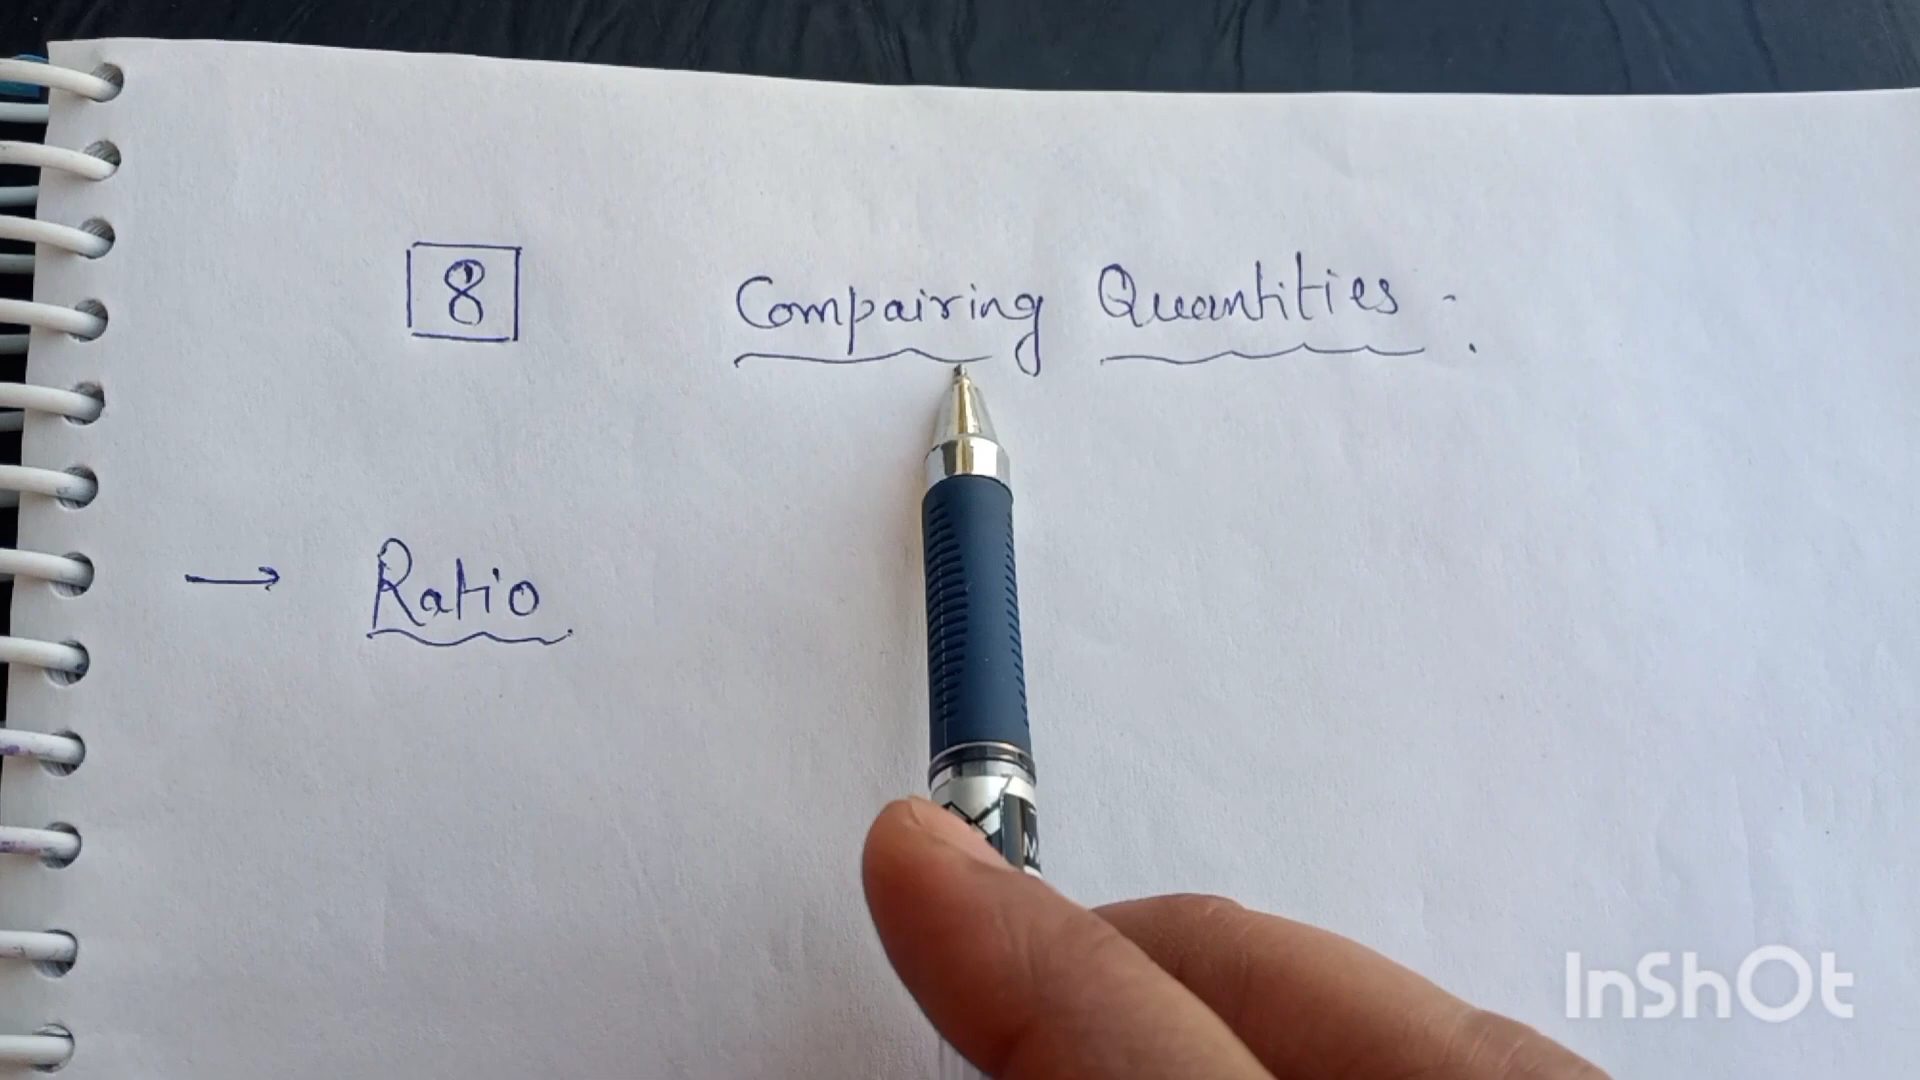 8 Compairing Quantities :
→ Ratio
InShOt